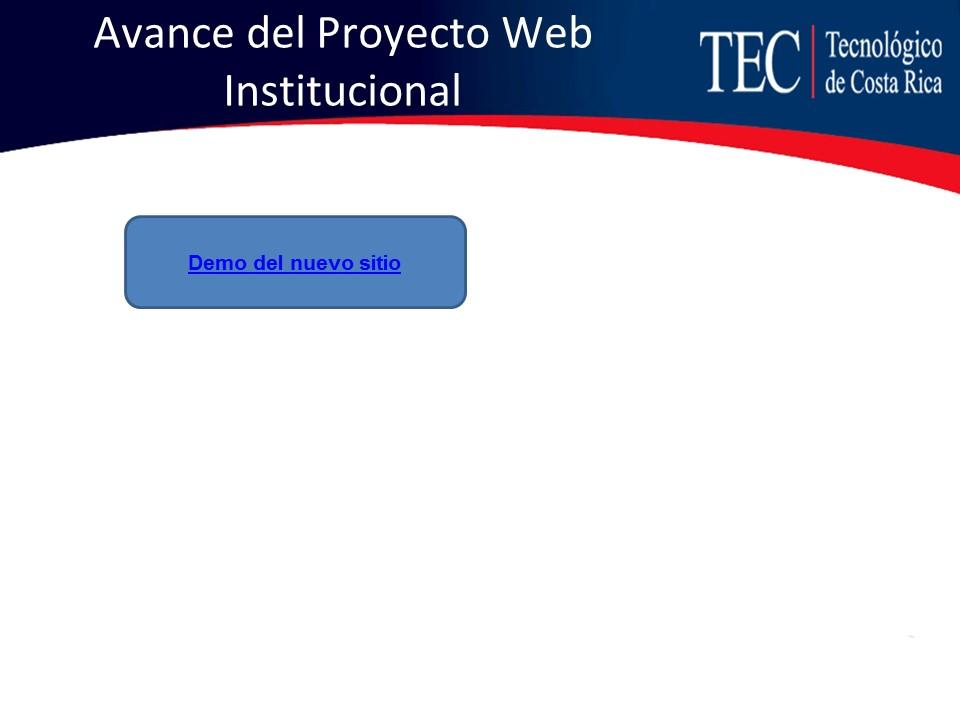 Avance del Proyecto Web
Institucional
TEC
Tecnológico
de Costa Rica
Demo del nuevo sitio